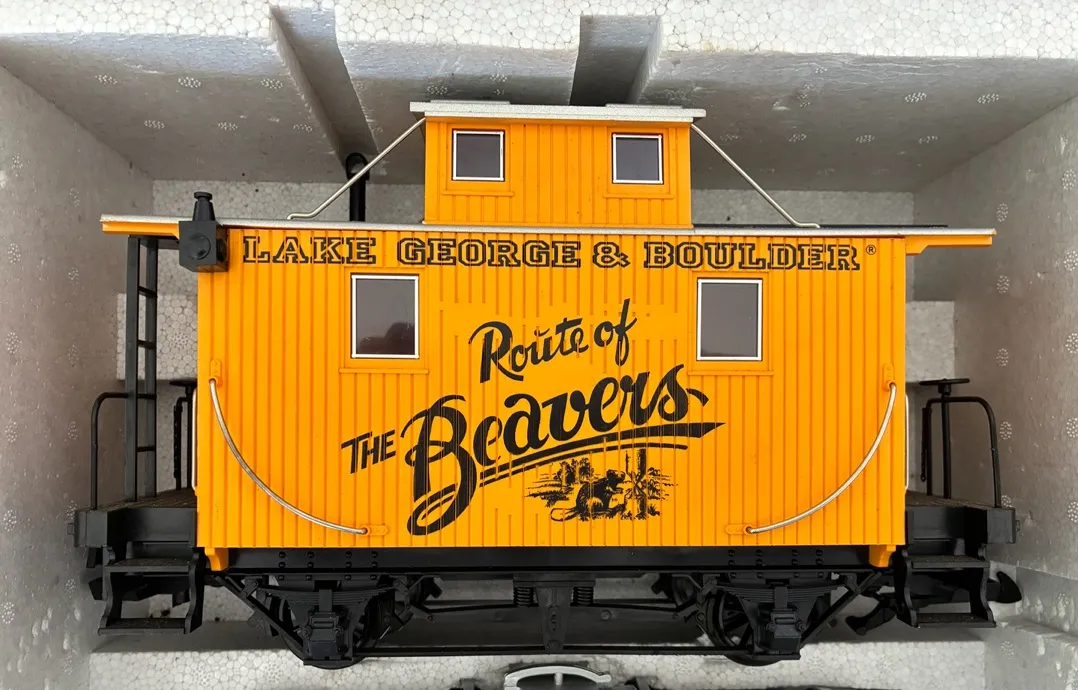 LAKE GEORGE & BOULDER®
Route of
THE Beavers